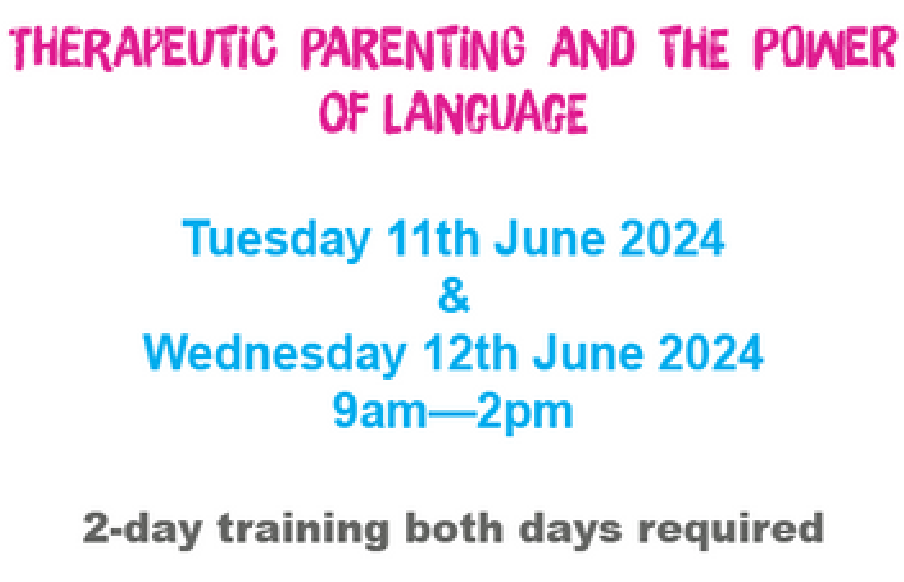 THERAPEUTIC PARENTING AND THE POWER
OF LANGUAGE
Tuesday 11th June 2024
&
Wednesday 12th June 2024
9am—2pm
2-day training both days required